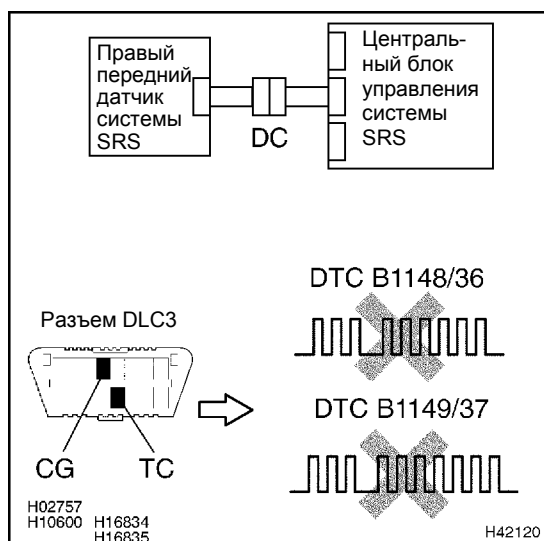 Правый
передний
датчик
системы
SRS
DC
Централь-
ный блок
управления
системы
SRS
DTC B1148/36
Разъем DLC3
DTC B1149/37
CG
TC
H02757
H10600 H16834
H16835
H42120